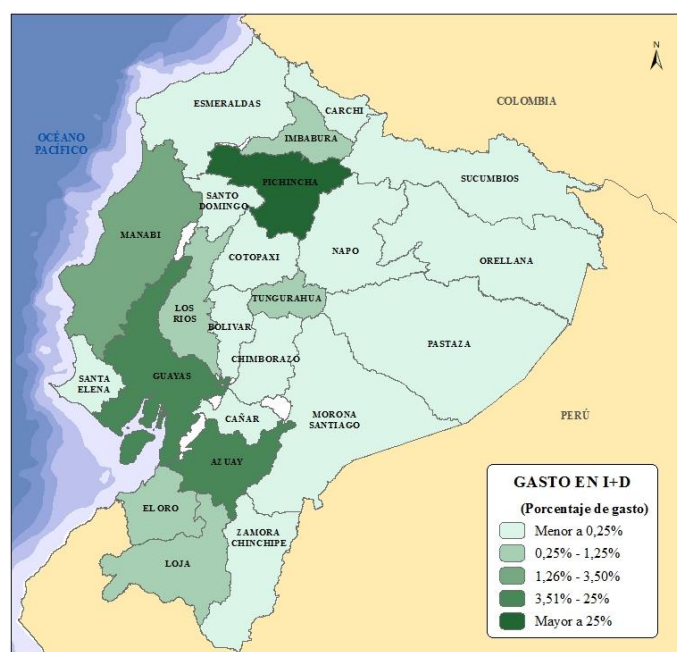 N
ESMERALDAS
CARCHI
COLOMBIA
OCÉANO
PACÍFICO
IMBABURA
PICHINCHA
SUCUMBIOS
SANTO
DOMINGO
MANABI
COTOPAXI
NAPO
ORELLANA
TUNGURAHUA
LOS
RIOS
BOLIVAR
PASTAZA
CHIMBORAZO
SANTA
ELENA
GUAYAS
MORONA
SANTIAGO
PERÚ
CAÑAR
AZUAY
EL ORO
ZAMORA
CHINCHIPE
LOJA
GASTO EN I+D
(Porcentaje de gasto)
Menor a 0,25%
0,25% - 1,25%
1,26% - 3,50%
3,51% - 25%
Mayor a 25%